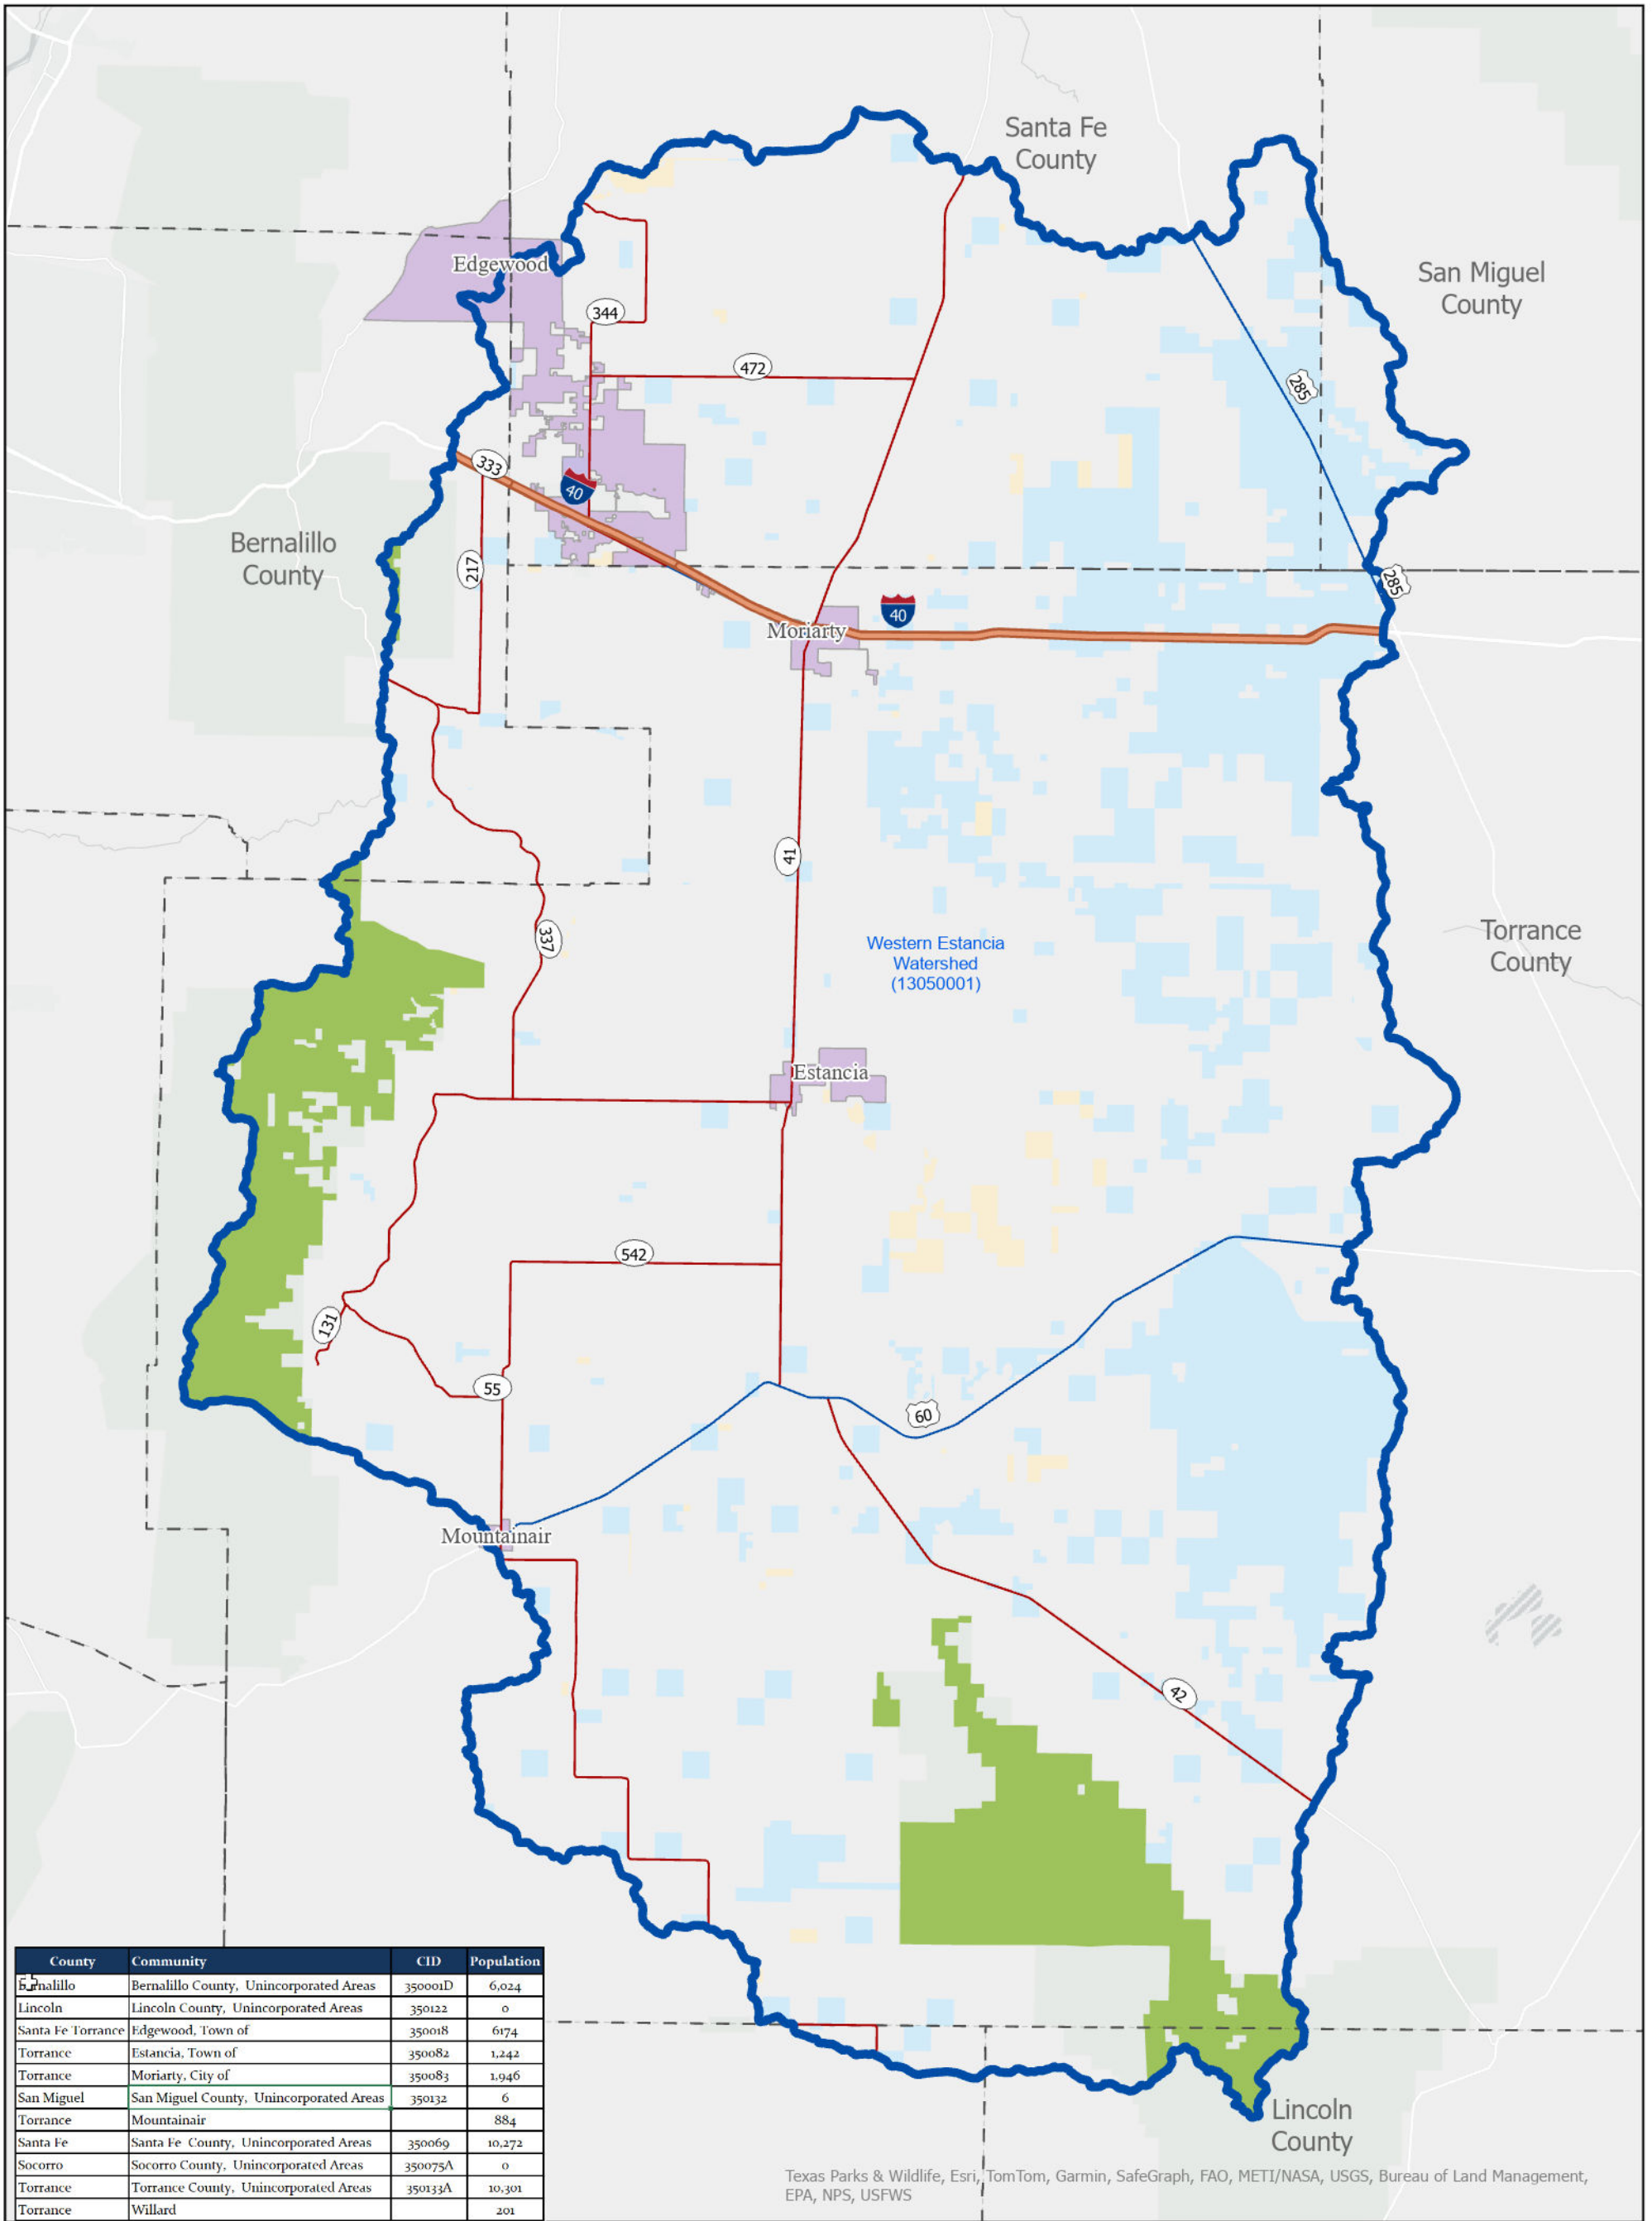 Santa Fe
County
Edgewood
San Miguel
County
344
472
285
333
40
Bernalillo
County
217
285
40
Moriarty
41
337
Western Estancia
Watershed
(13050001)
Torrance
County
Estancia
542
131
55
60
Mountainair
42
County Community CID Population
Bernalillo County, Unincorporated Areas 350001D 6,024
Lincoln Lincoln County, Unincorporated Areas 350122 0
Santa Fe Torrance Edgewood, Town of 350018 6174
Torrance Estancia, Town of 350082 1,242
Torrance Moriarty, City of 350083 1,946
San Miguel San Miguel County, Unincorporated Areas 350132 6
Torrance Mountainair 884
Santa Fe Santa Fe County, Unincorporated Areas 350069 10,272
Socorro Socorro County, Unincorporated Areas 350075A 0
Torrance Torrance County, Unincorporated Areas 350133A 10,301
Torrance Willard 201
Lincoln
County
Texas Parks & Wildlife, Esri, TomTom, Garmin, SafeGraph, FAO, METI/NASA, USGS, Bureau of Land Management,
EPA, NPS, USFWS